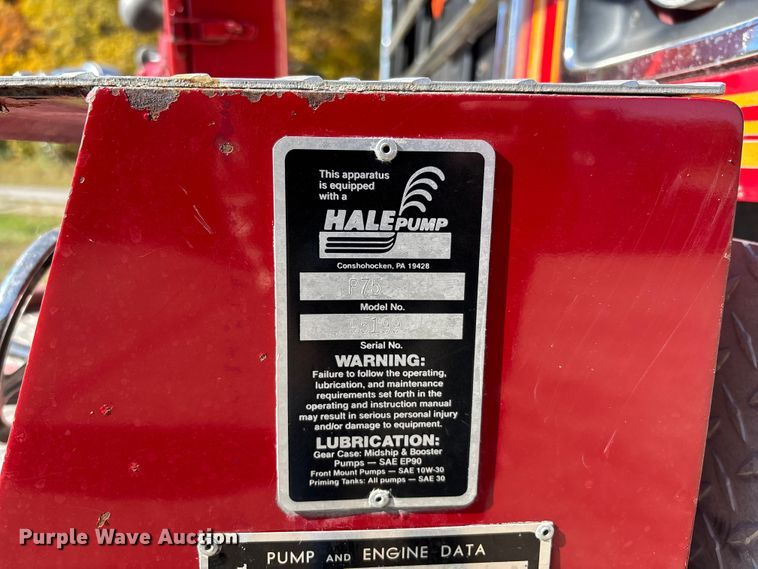 This apparatus
is equipped
with a
HALE PUMP
Conshohocken, PA 19428
Model No.
Serial No.
WARNING:
Failure to follow the operating,
lubrication, and maintenance
requirements set forth in the
operating and instruction manual
may result in serious personal injury
and/or damage to equipment.
LUBRICATION:
Gear Case: Midship & Booster
Pumps — SAE EP90
Front Mount Pumps — SAE 10W-30
Priming Tanks: All pumps — SAE 30
PUMP AND ENGINE DATA
Purple Wave Auction